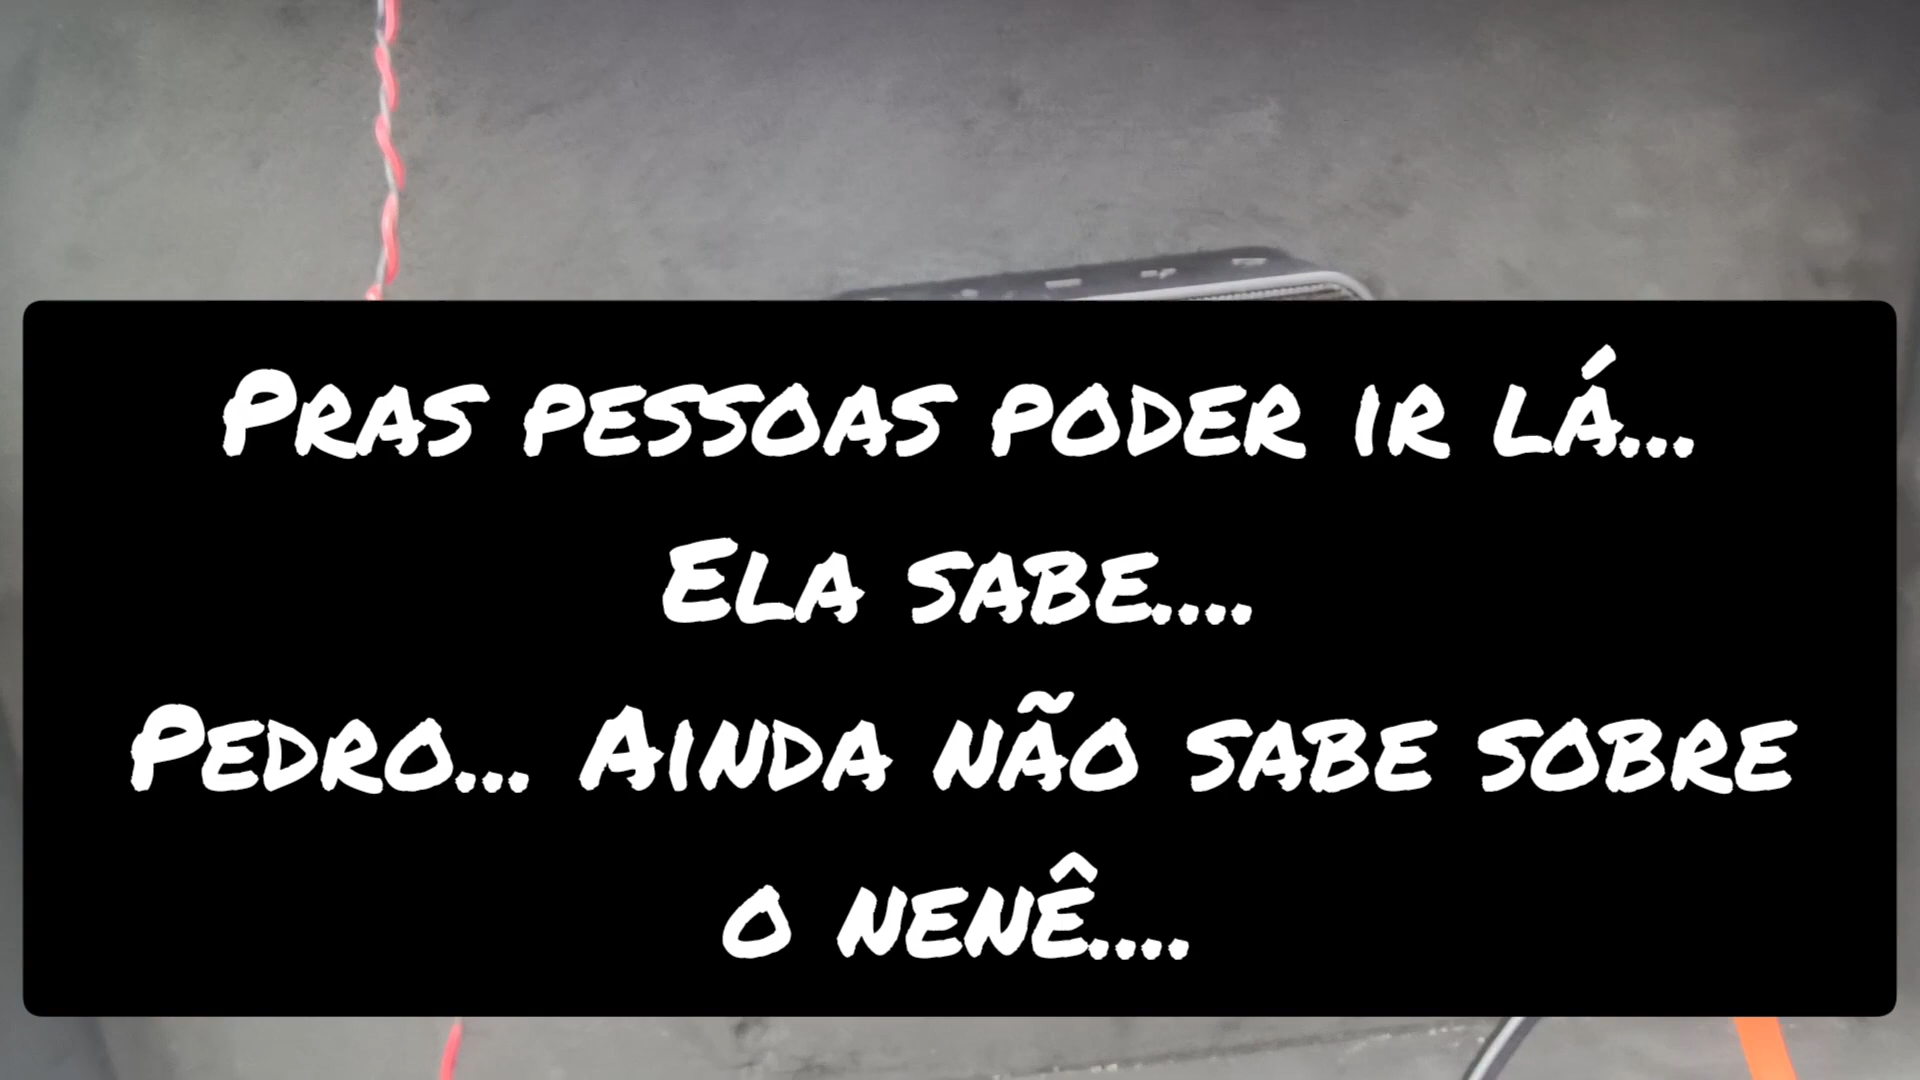 Pras pessoas poder ir lá...
Ela sabe....
Pedro... Ainda não sabe sobre
o nenê....